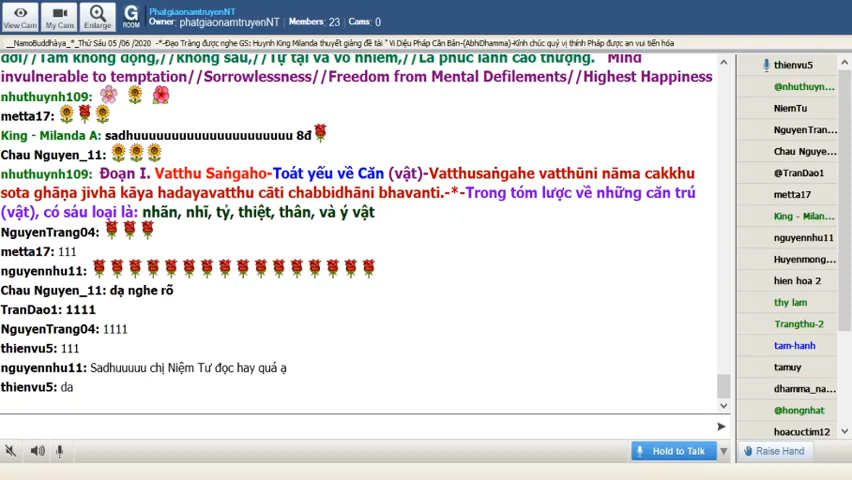 View Cam
My Cam
Enlarge
G
ROOM
PhatgiaonamtruyenNT
Owner: phatgiaonamtruyenNT
Members: 23
Cams: 0
__NamoBuddhàya_*_Thứ Sáu 05 /06 /2020 -*-Đạo Tràng được nghe GS: Huynh King Milanda thuyết giảng đề tài " Vi Diệu Pháp Căn Bản-(AbhiDhamma)-Kính chúc quý vị thính Pháp được an vui tiến hóa
đời//Tâm không động,//không sầu,//Tự tại và vô nhiễm,//Là phúc lành cao thượng. Mind
invulnerable to temptation//Sorrowlessness//Freedom from Mental Defilements//Highest Happiness
nhuthuynh109:
metta17:
King - Milanda A: sadhuuuuuuuuuuuuuuuuuuuuu 8đ
Chau Nguyen_11:
nhuthuynh109: Đoạn I. Vatthu Saṅgaho-Toát yếu về Căn (vật)-Vatthusaṅgahe vatthūni nāma cakkhu
sota ghāṇa jivhā kāya hadayavatthu cāti chabbidhāni bhavanti.-*-Trong tóm lược về những căn trú
(vật), có sáu loại là: nhãn, nhĩ, tỷ, thiệt, thân, và ý vật
NguyenTrang04:
metta17: 111
nguyennhu11:
Chau Nguyen_11: dạ nghe rõ
TranDao1: 1111
NguyenTrang04: 1111
thienvu5: 111
nguyennhu11: Sadhuuuuu chị Niệm Tư đọc hay quá ạ
thienvu5: da
Hold to Talk
Raise Hand
thienvu5
@nhuthuyn...
NiemTu
NguyenTran...
Chau Nguye...
@TranDao1
metta17
King - Milan...
nguyennhu11
Huyenmong...
hien hoa 2
thy lam
Trangthu-2
tam-hanh
tamuy
dhamma_na...
@hongnhat
hoacuctim12